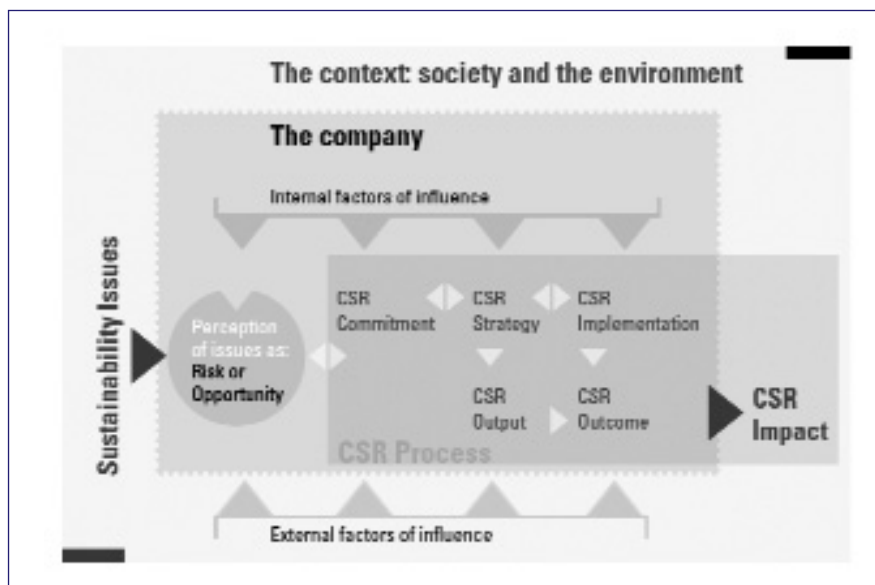 The context: society and the environment
The company
Internal factors of influence
Sustainability Issues
Perception
of issues as:
Risk or
Opportunity
CSR
Commitment
CSR
Strategy
CSR
Implementation
CSR
Output
CSR
Outcome
CSR Process
CSR
Impact
External factors of influence